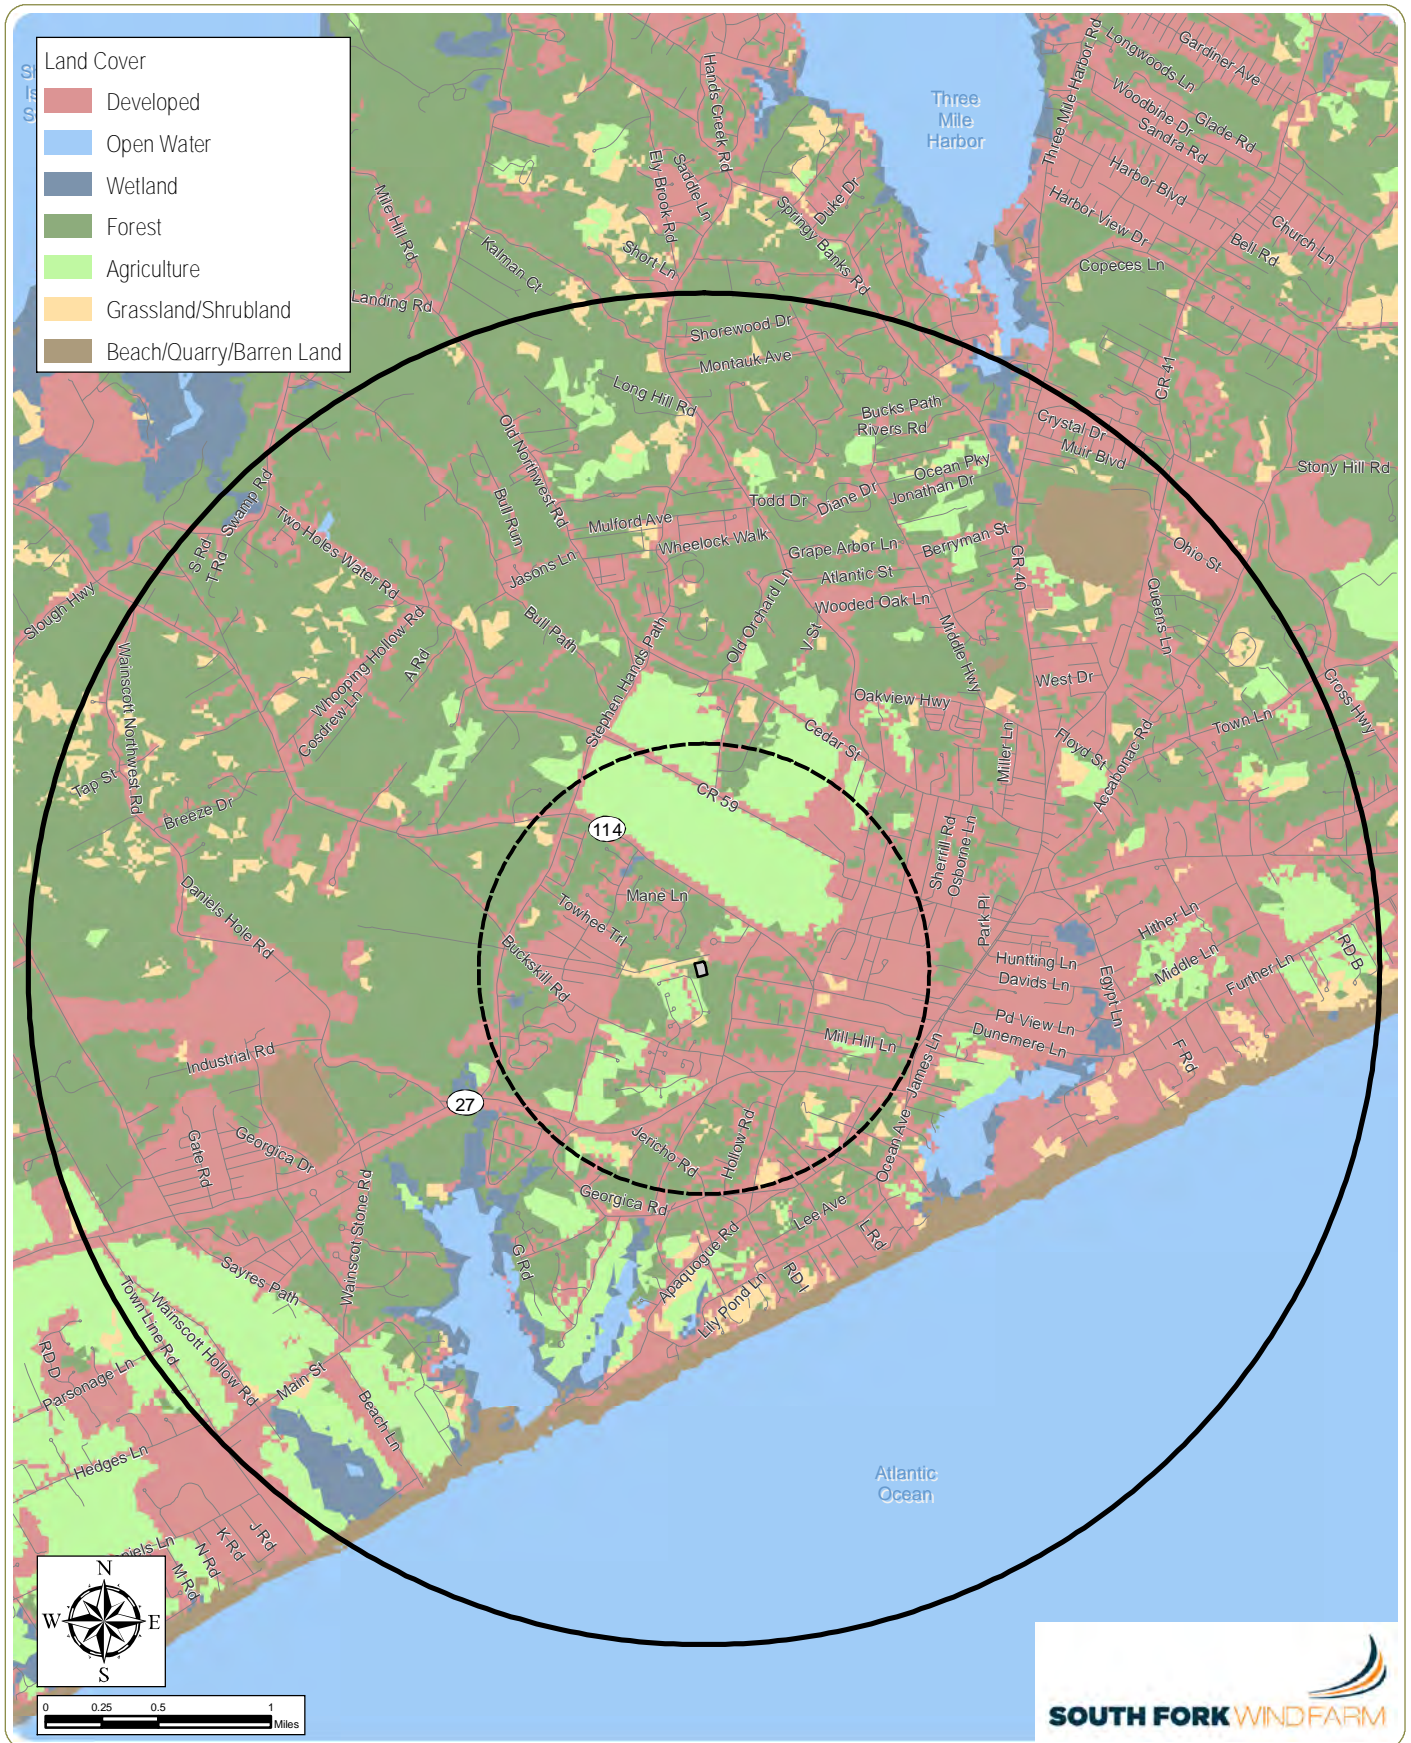 Land Cover
Developed
Open Water
Wetland
Forest
Agriculture
Grassland/Shrubland
Beach/Quarry/Barren Land
Three
Mile
Harbor
Three Mile Harbor Rd
Longwoods Ln
Gardiner Ave
Woodbine Dr
Glade Rd
Sandra Rd
Harbor Blvd
Harbor View Dr
Church Ln
Bell Rd
Copeces Ln
Hands Creek Rd
Saddle Ln
Ely Brook Rd
Duke Dr
Springy Banks Rd
Short Ln
Mile Hill Rd
Kalman Ct
Landing Rd
Shorewood Dr
Montauk Ave
Long Hill Rd
CR 41
Bucks Path
Rivers Rd
Crystal Dr
Muir Blvd
Stony Hill Rd
Ocean Pky
Jonathan Dr
Diane Dr
Todd Dr
Old Northwest Rd
Bull Run
Mulford Ave
Wheelock Walk
Swamp Rd
S Rd
T Rd
Two Holes Water Rd
Grape Arbor Ln
Berryman St
CR 40
Ohio St
Jasons Ln
Atlantic St
Wooded Oak Ln
Queens Ln
Slough Hwy
Bull Path
Old Orchard Ln
V St
Middle Hwy
Whooping Hollow Rd
A Rd
Stephen Hands Path
West Dr
Cross Hwy
Wainscott Northwest Rd
Cosdrew Ln
Oakview Hwy
Town Ln
Cedar St
Miller Ln
Floyd St
Accabonac Rd
Tap St
Breeze Dr
CR 59
114
Sherrill Rd
Osborne Ln
Mane Ln
Towhee Trl
Park Pl
Daniels Hole Rd
Buckskill Rd
Hither Ln
Middle Ln
Further Ln
RD B
Huntting Ln
Davids Ln
Egypt Ln
Pd View Ln
Dunemere Ln
Mill Hill Ln
James Ln
F Rd
Industrial Rd
27
Gate Rd
Georgica Dr
Jericho Rd
Hollow Rd
Ocean Ave
Wainscot Stone Rd
Georgica Rd
Lee Ave
L Rd
G Rd
Apaquogue Rd
RD I
Lily Pond Ln
Sayres Path
Town Line Rd
Wainscott Hollow Rd
RD D
Parsonage Ln
Main St
Beach Ln
Hedges Ln
Atlantic
Ocean
J Rd
K Rd
N Rd
M Rd
N
W E
S
0 0.25 0.5 1
Miles
SOUTH FORK WIND FARM